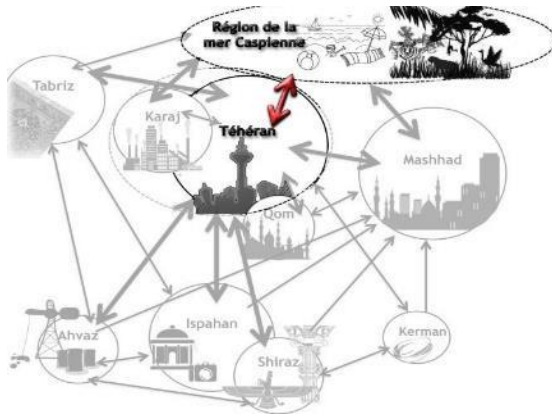 Région de la
mer Caspienne
Tabriz
Karaj
Téhéran
Mashhad
Qom
Ispahan
Kerman
Ahvaz
Shiraz